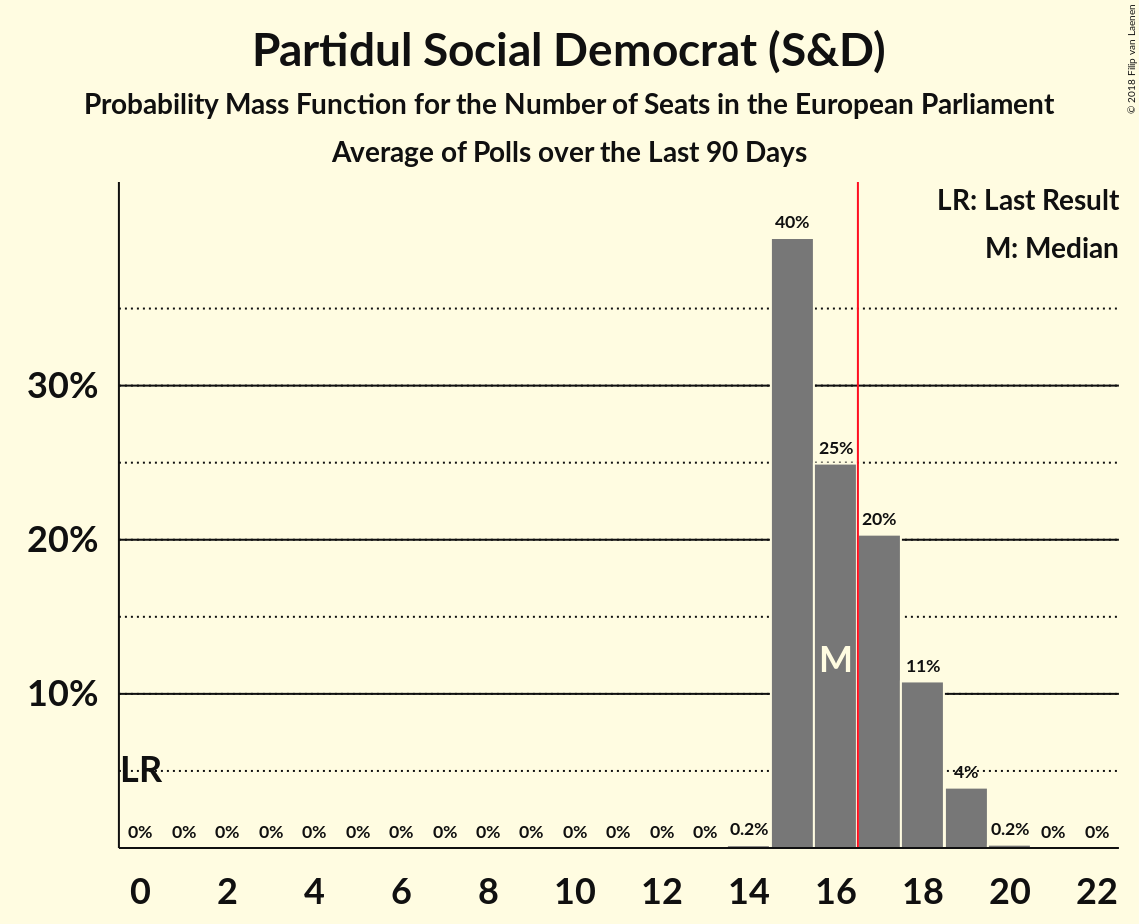 Partidul Social Democrat (S&D)
Probability Mass Function for the Number of Seats in the European Parliament
Average of Polls over the Last 90 Days
© 2018 Filip van Laenen
LR: Last Result
M: Median
40%
30%
25%
20%
20%
M
11%
10%
LR
4%
0% 0% 0% 0% 0% 0% 0% 0% 0% 0% 0% 0% 0% 0% 0.2% 0.2% 0% 0%
0 2 4 6 8 10 12 14 16 18 20 22